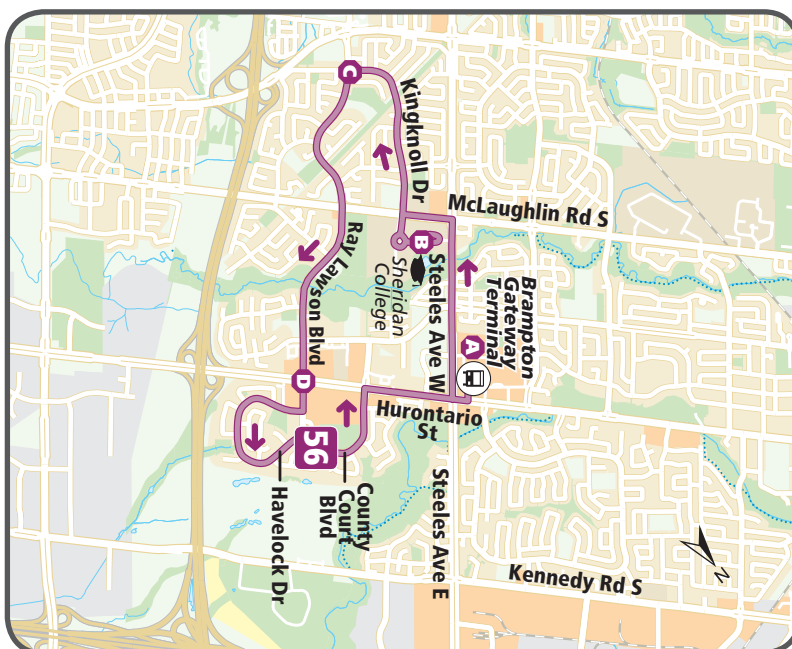 C
Kingknoll Dr
McLaughlin Rd S
B
Sheridan
College
Steeles Ave W
Brampton
Gateway
Terminal
A
Ray Lawson Blvd
D
Hurontario
St
56
County
Court
Blvd
Havelock Dr
Steeles Ave E
Kennedy Rd S
N